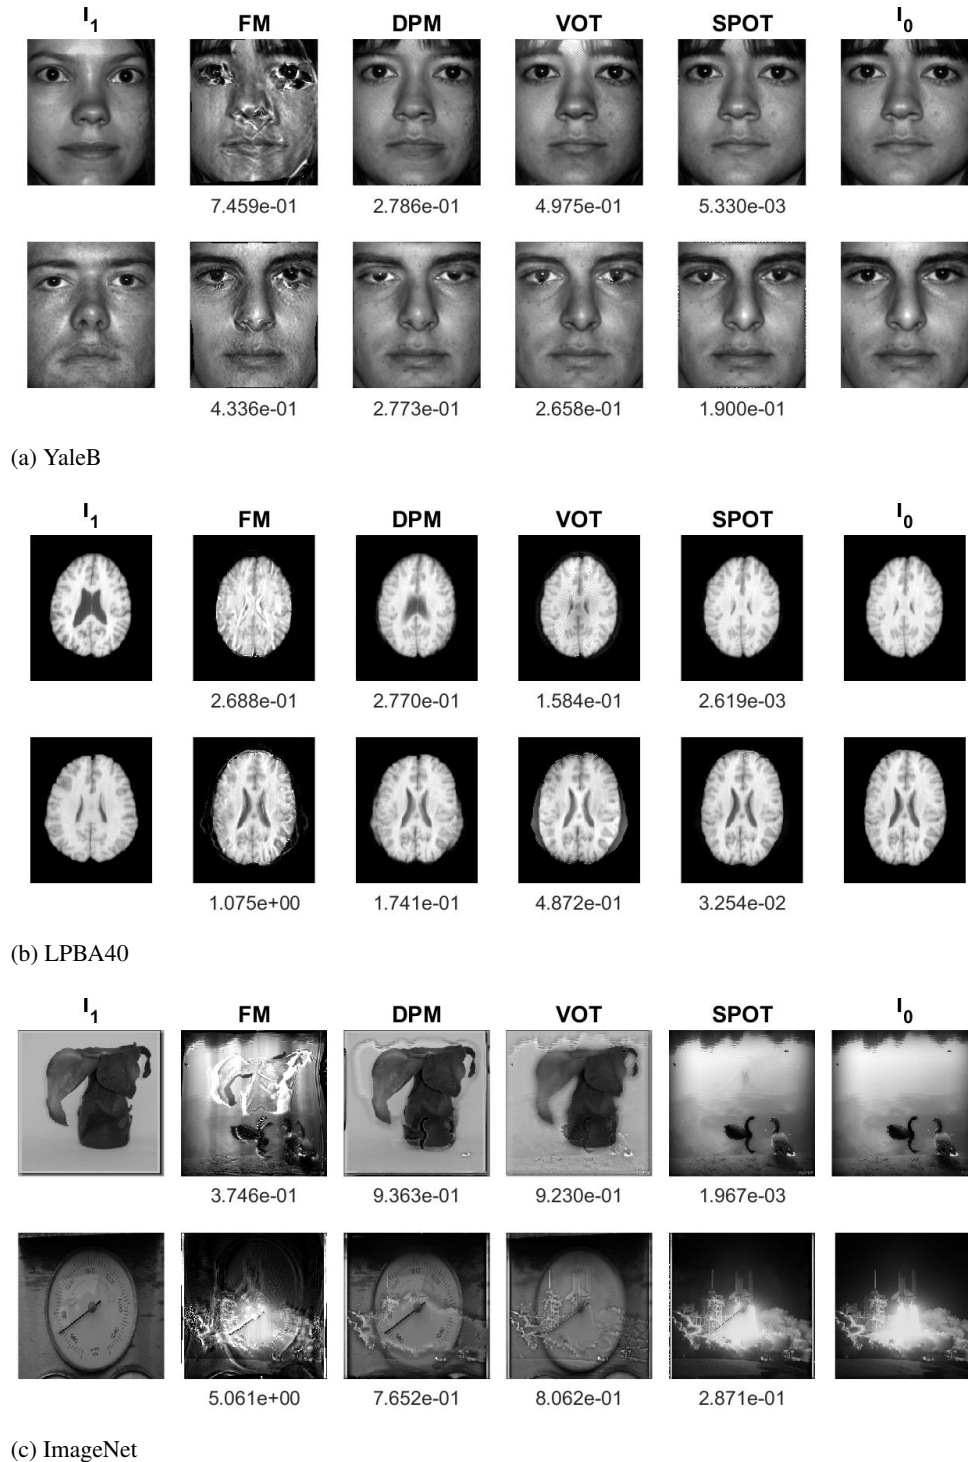 I1 FM DPM VOT SPOT I0
7.459e-01 2.786e-01 4.975e-01 5.330e-03
4.336e-01 2.773e-01 2.658e-01 1.900e-01
(a) YaleB
I1 FM DPM VOT SPOT I0
2.688e-01 2.770e-01 1.584e-01 2.619e-03
1.075e+00 1.741e-01 4.872e-01 3.254e-02
(b) LPBA40
I1 FM DPM VOT SPOT I0
3.746e-01 9.363e-01 9.230e-01 1.967e-03
5.061e+00 7.652e-01 8.062e-01 2.871e-01
(c) ImageNet